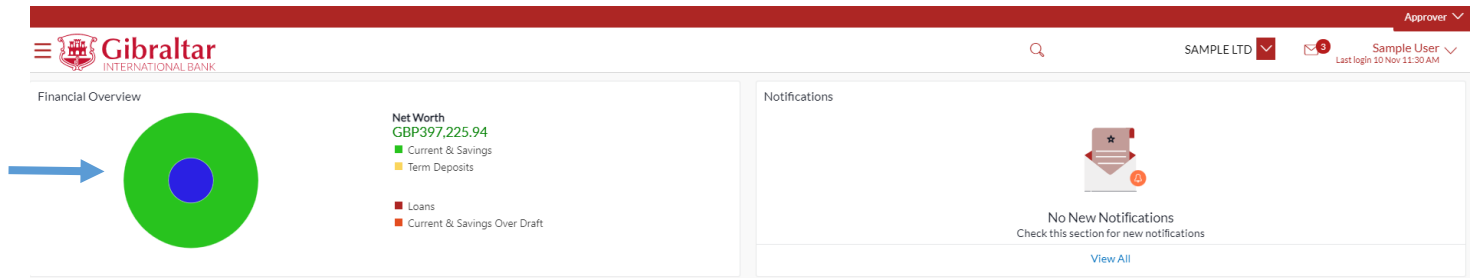 Approver
Gibraltar
INTERNATIONAL BANK
SAMPLE LTD
3
Sample User
Last login 10 Nov 11:30 AM
Financial Overview
Net Worth
GBP397,225.94
Current & Savings
Term Deposits
Loans
Current & Savings Over Draft
Notifications
No New Notifications
Check this section for new notifications
View All